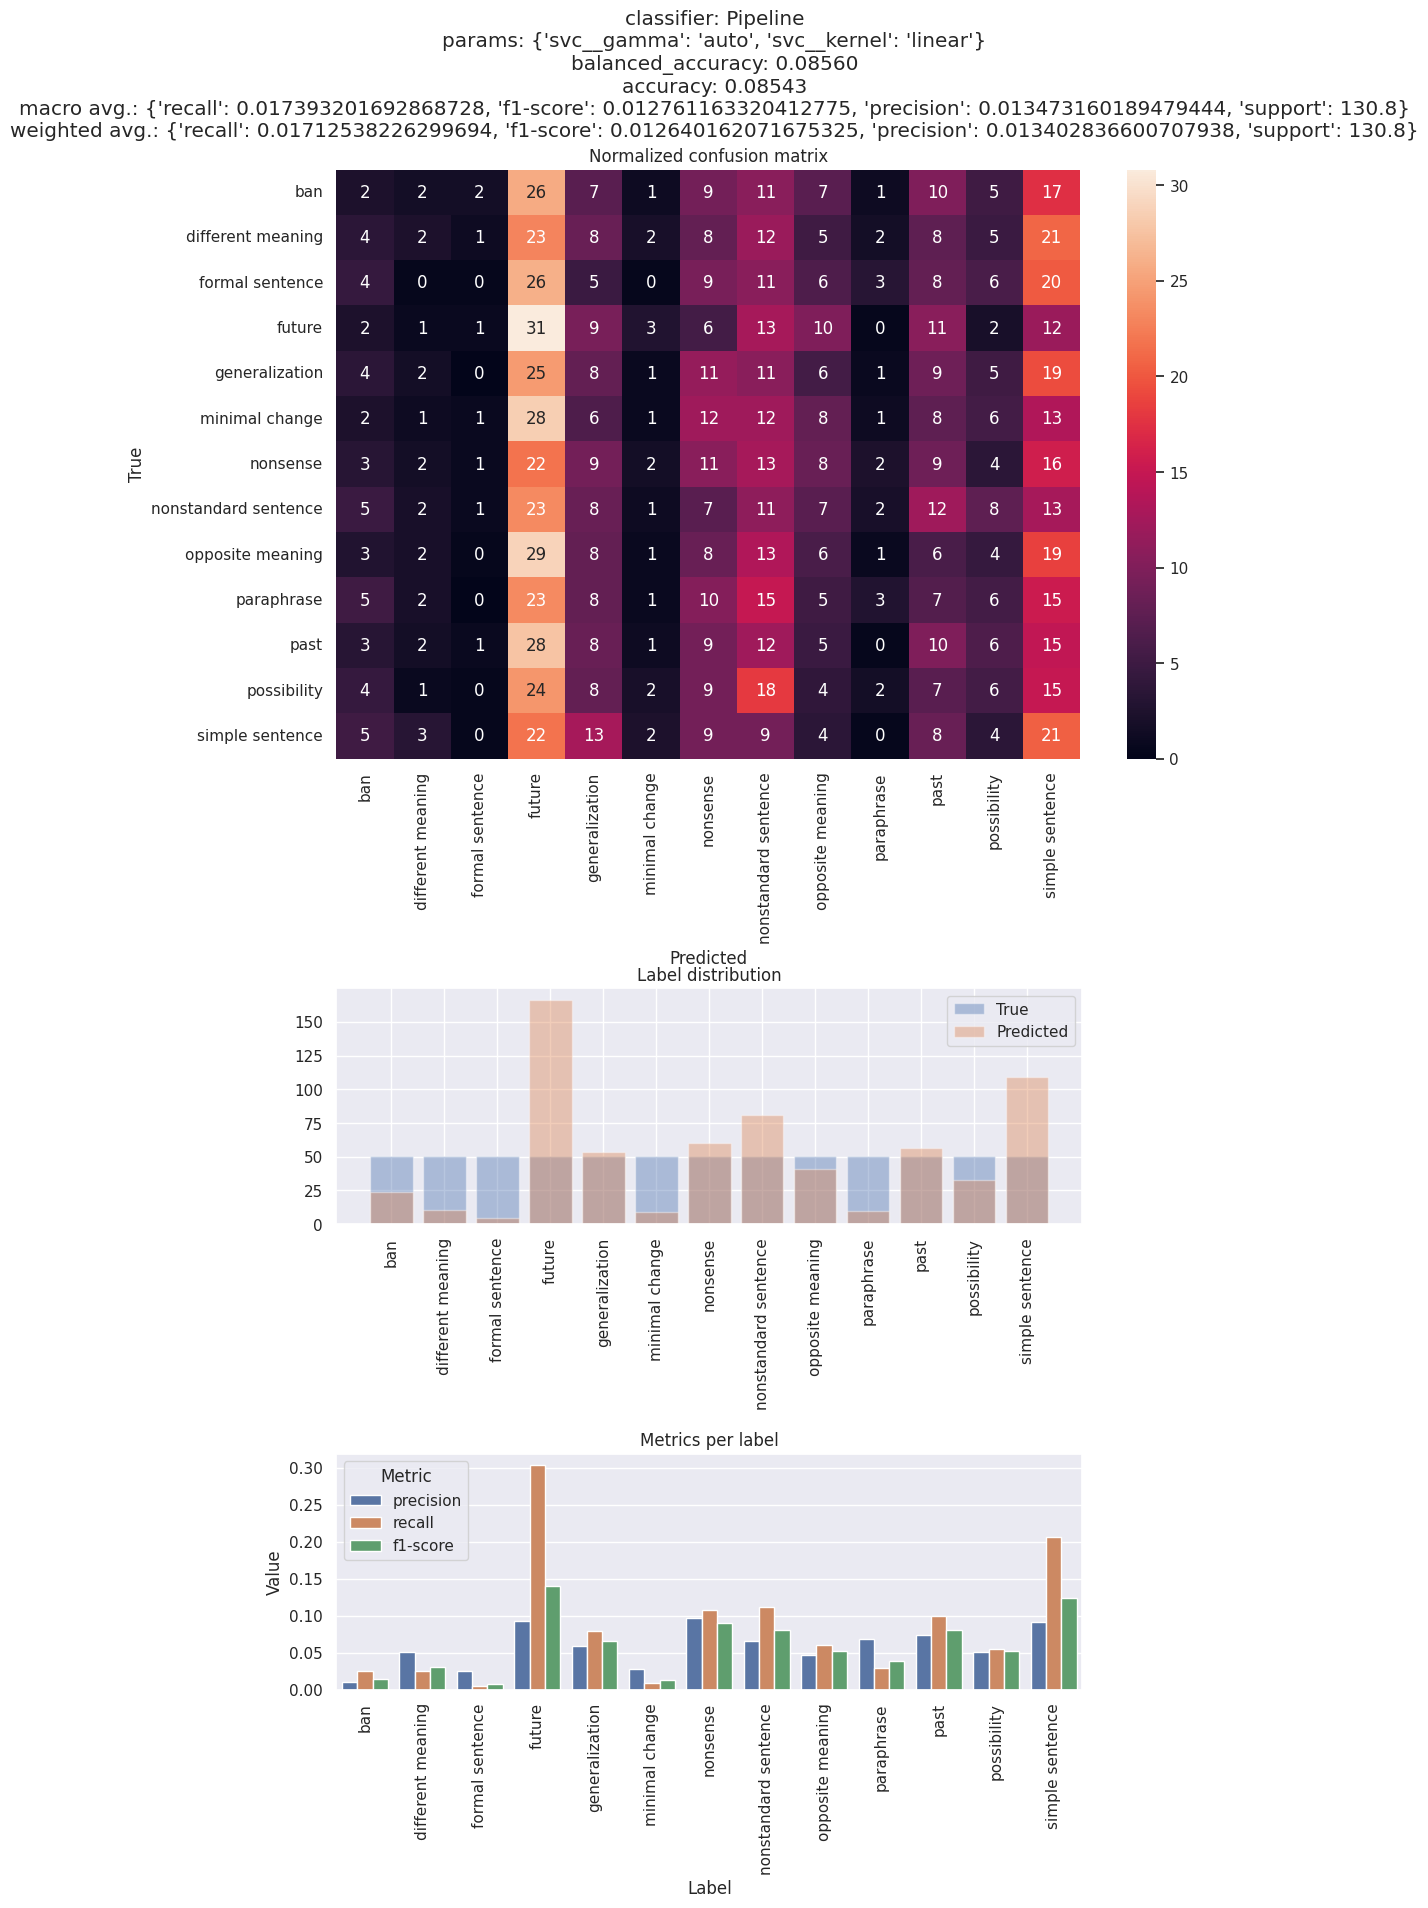 classifier: Pipeline
params: {'svc__gamma': 'auto', 'svc__kernel': 'linear'}
balanced_accuracy: 0.08560
accuracy: 0.08543
macro avg.: {'recall': 0.017393201692868728, 'f1-score': 0.012761163320412775, 'precision': 0.013473160189479444, 'support': 130.8}
weighted avg.: {'recall': 0.01712538226299694, 'f1-score': 0.012640162071675325, 'precision': 0.013402836600707938, 'support': 130.8}
Normalized confusion matrix
True
ban 2 2 2 26 7 1 9 11 7 1 10 5 17
different meaning 4 2 1 23 8 2 8 12 5 2 8 5 21
formal sentence 4 0 0 26 5 0 9 11 6 3 8 6 20
future 2 1 1 31 9 3 6 13 10 0 11 2 12
generalization 4 2 0 25 8 1 11 11 6 1 9 5 19
minimal change 2 1 1 28 6 1 12 12 8 1 8 6 13
nonsense 3 2 1 22 9 2 11 13 8 2 9 4 16
nonstandard sentence 5 2 1 23 8 1 7 11 7 2 12 8 13
opposite meaning 3 2 0 29 8 1 8 13 6 1 6 4 19
paraphrase 5 2 0 23 8 1 10 15 5 3 7 6 15
past 3 2 1 28 8 1 9 12 5 0 10 6 15
possibility 4 1 0 24 8 2 9 18 4 2 7 6 15
simple sentence 5 3 0 22 13 2 9 9 4 0 8 4 21
30
25
20
15
10
5
0
ban
different meaning
formal sentence
future
generalization
minimal change
nonsense
nonstandard sentence
opposite meaning
paraphrase
past
possibility
simple sentence
Predicted
Label distribution
True
Predicted
150
125
100
75
50
25
0
ban
different meaning
formal sentence
future
generalization
minimal change
nonsense
nonstandard sentence
opposite meaning
paraphrase
past
possibility
simple sentence
Metrics per label
Metric
precision
recall
f1-score
Value
0.30
0.25
0.20
0.15
0.10
0.05
0.00
ban
different meaning
formal sentence
future
generalization
minimal change
nonsense
nonstandard sentence
opposite meaning
paraphrase
past
possibility
simple sentence
Label